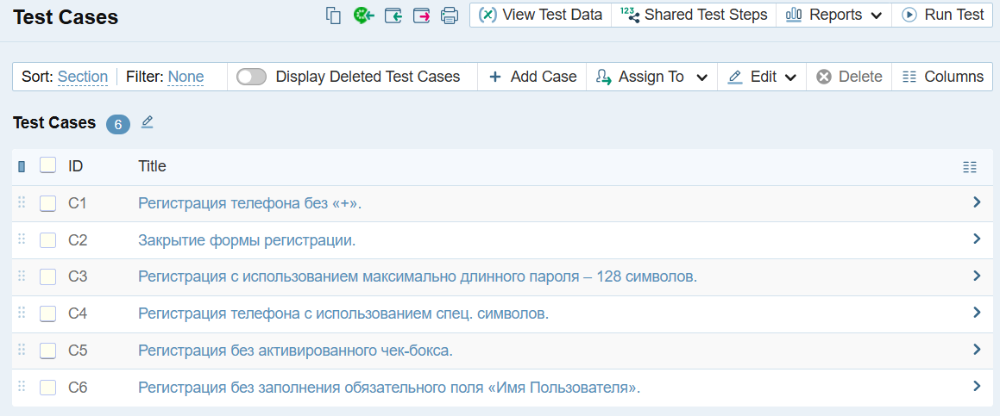 Test Cases
View Test Data
123 Shared Test Steps
Reports
Run Test
Sort: Section
Filter: None
Display Deleted Test Cases
+ Add Case
Assign To
Edit
Delete
Columns
Test Cases 6
ID Title
C1 Регистрация телефона без «+».
C2 Закрытие формы регистрации.
C3 Регистрация с использованием максимально длинного пароля – 128 символов.
C4 Регистрация телефона с использованием спец. символов.
C5 Регистрация без активированного чек-бокса.
C6 Регистрация без заполнения обязательного поля «Имя Пользователя».